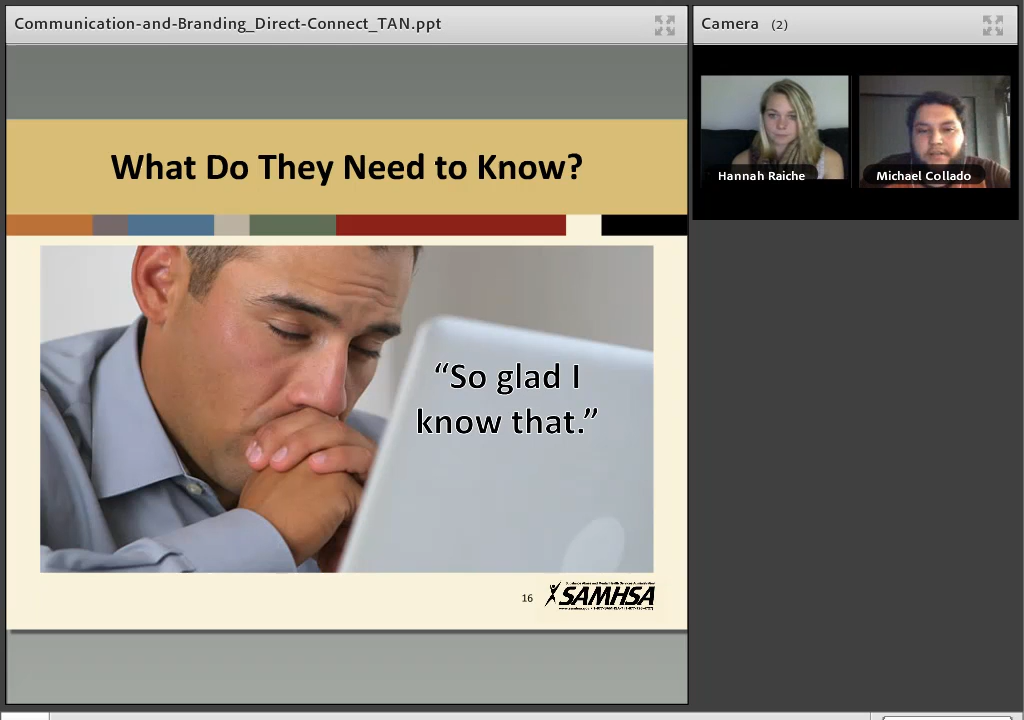 Communication-and-Branding_Direct-Connect_TAN.ppt
Camera (2)
Hannah Raiche
Michael Collado
What Do They Need to Know?
“So glad I
know that.”
16
SAMHSA